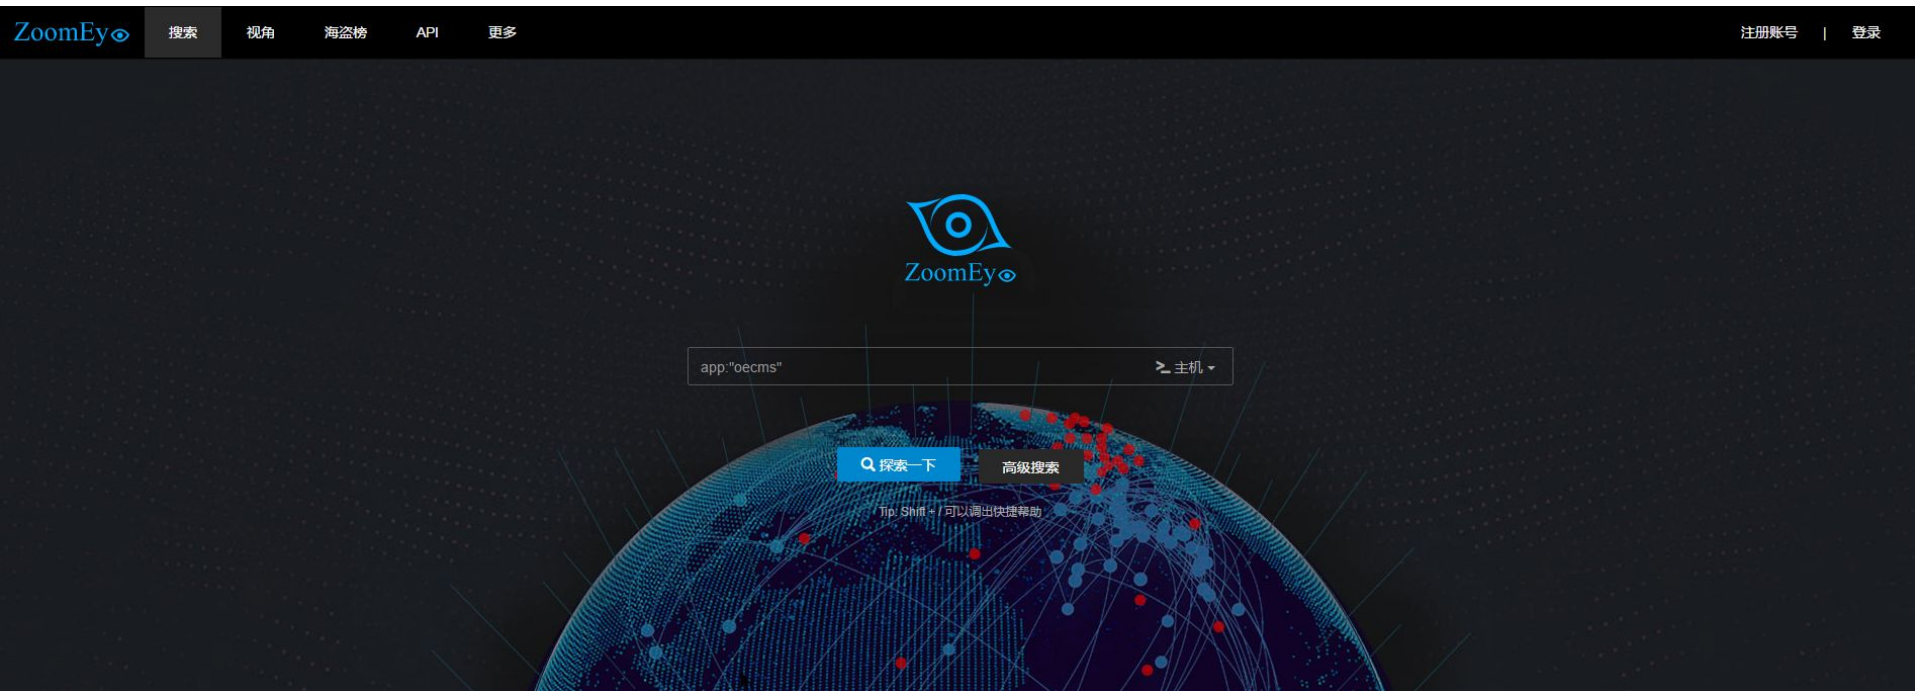 ZoomEye 搜索 视角 海盗榜 API 更多 注册账号 | 登录
ZoomEye
app:"oecms" >_ 主机
探索一下 高级搜索
Tip: Shift + / 可以调出快捷帮助